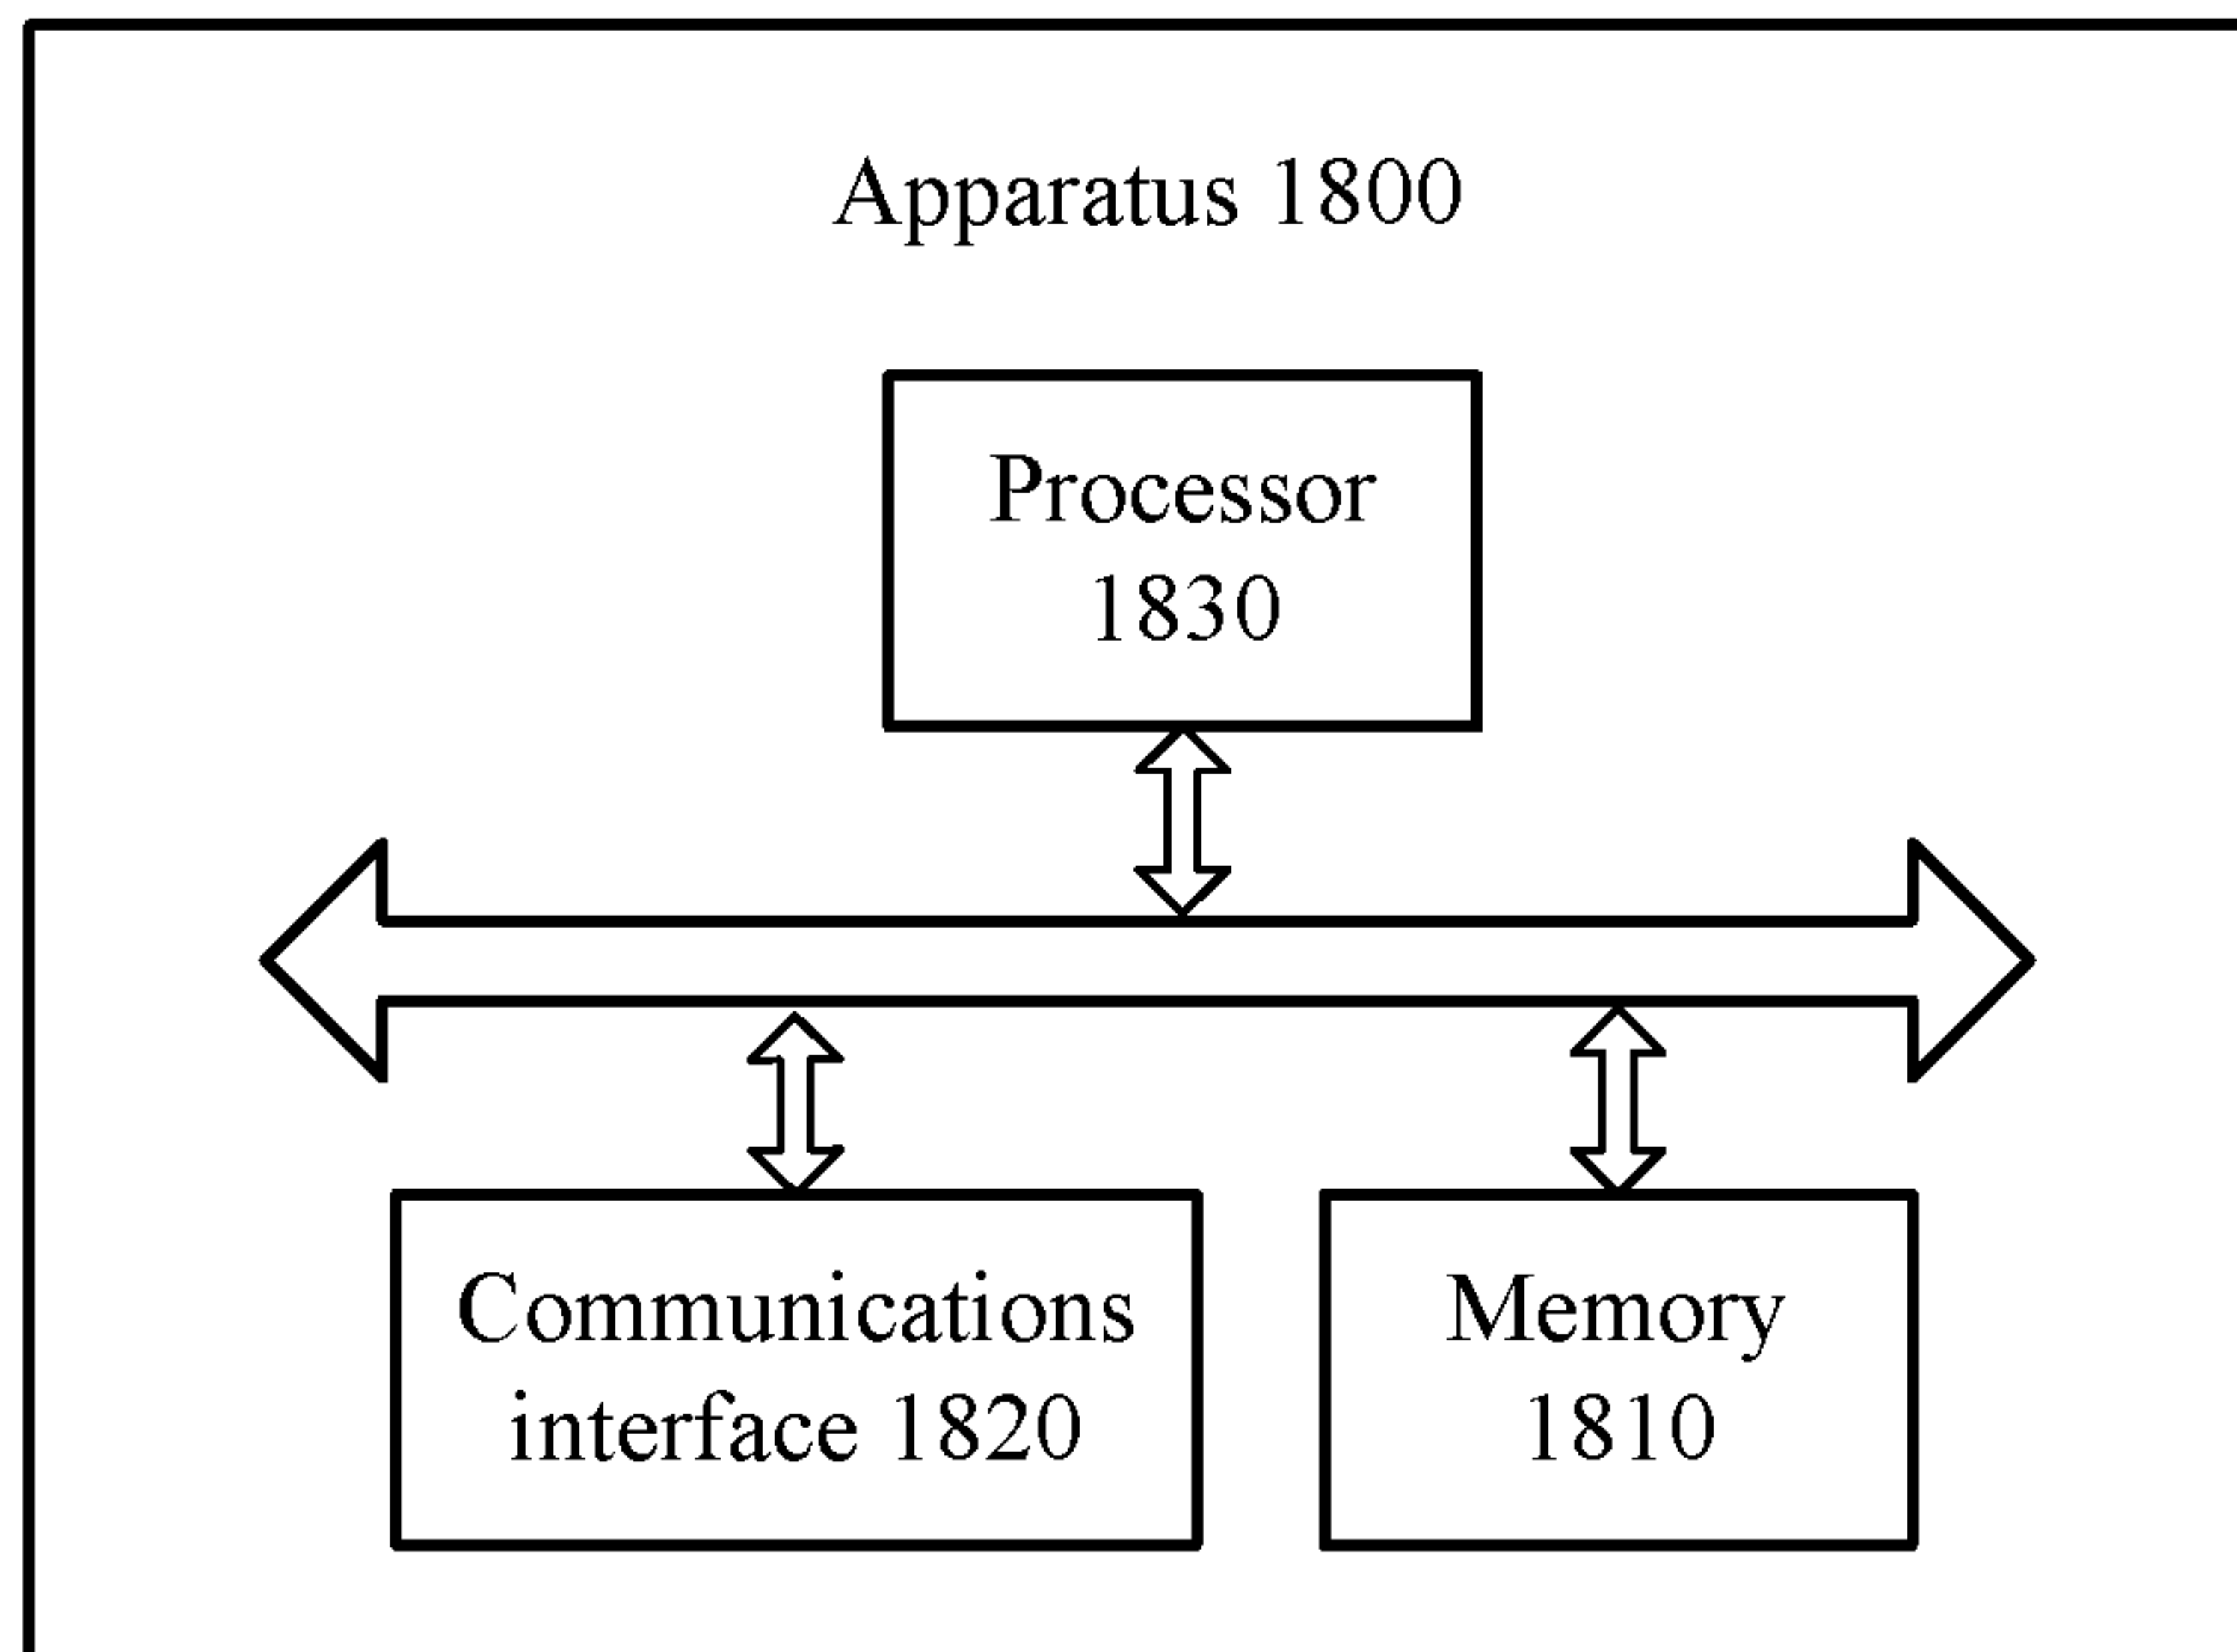 Apparatus 1800
Processor
1830
Communications
interface 1820
Memory
1810